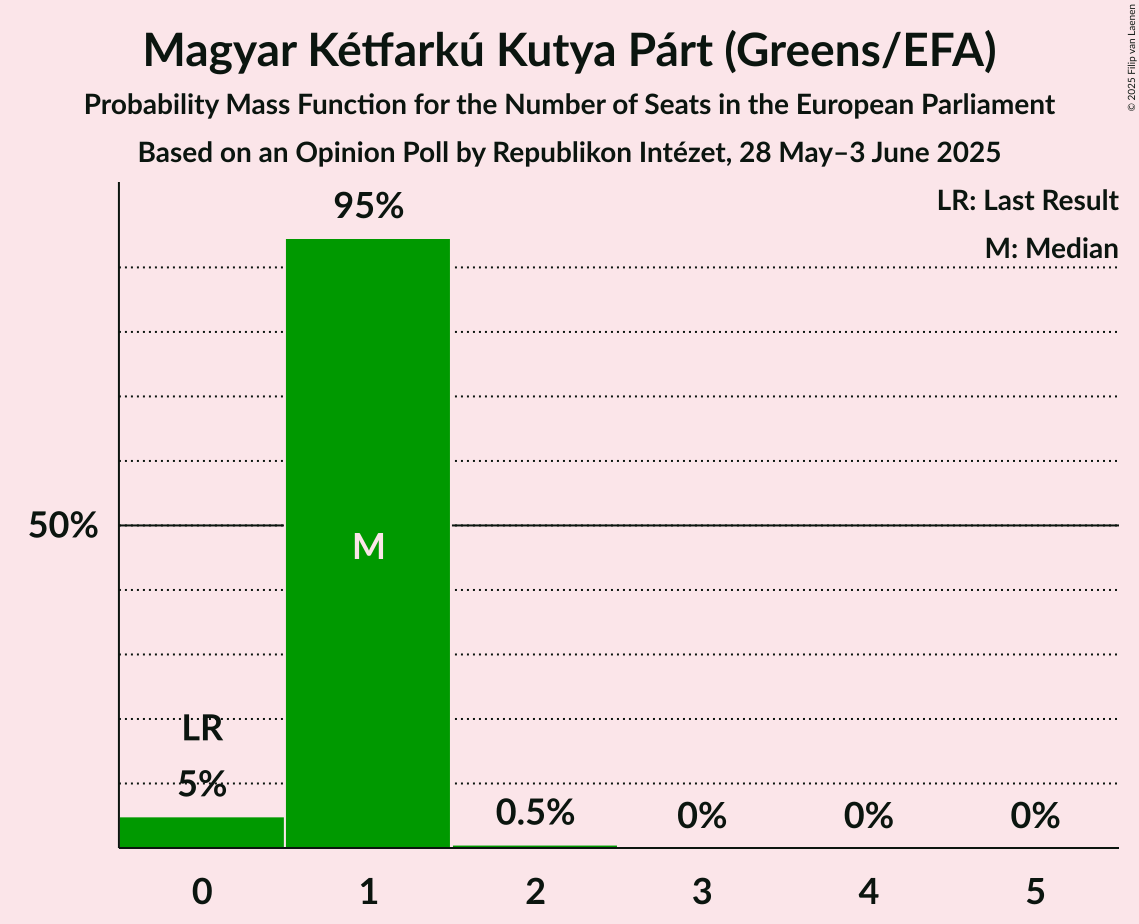 Magyar Kétfarkú Kutya Párt (Greens/EFA)
Probability Mass Function for the Number of Seats in the European Parliament
Based on an Opinion Poll by Republikon Intézet, 28 May–3 June 2025
© 2025 Filip van Laenen
LR: Last Result
M: Median
95%
50%
M
LR
5%
0.5%
0%
0%
0%
0
1
2
3
4
5